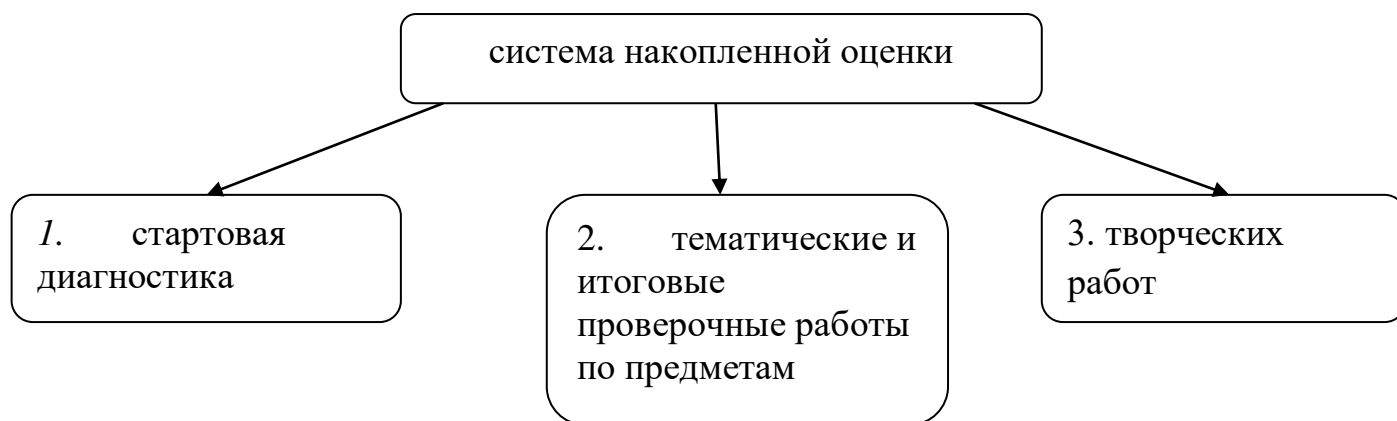 система накопленной оценки
1. стартовая
диагностика
2. тематические и
итоговые
проверочные работы
по предметам
3. творческих
работ